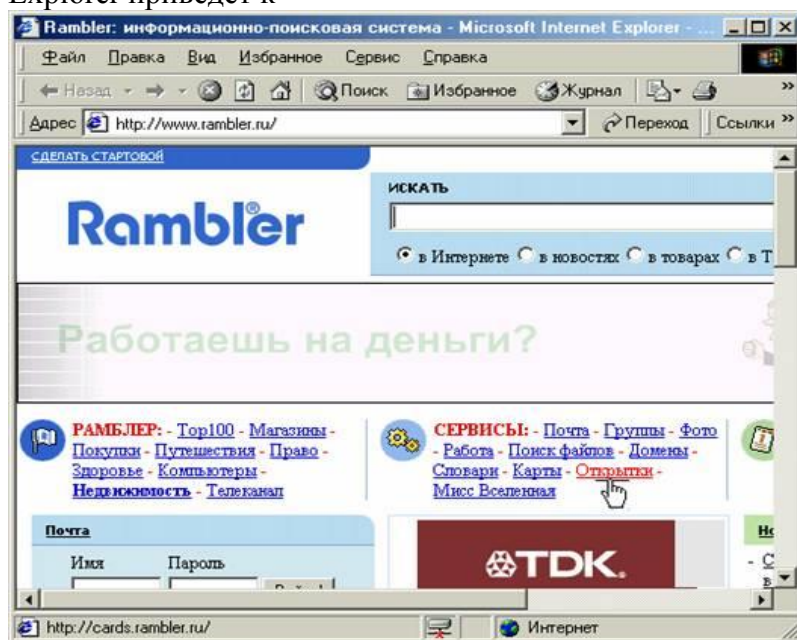 Explorer приведет к
Rambler: информационно-поисковая система - Microsoft Internet Explorer - ...
Файл Правка Вид Избранное Сервис Справка
Назад Поиск Избранное Журнал »
Адрес http://www.rambler.ru/ Переход Ссылки »
СДЕЛАТЬ СТАРТОВОЙ
ИСКАТЬ
Rambler
в Интернете в новостях в товарах в Т
Работаешь на деньги?
РАМБЛЕР: - Top100 - Магазины -
Покупки - Путешествия - Право -
Здоровье - Компьютеры -
Недвижимость - Телеканал
СЕРВИСЫ: - Почта - Группы - Фото
- Работа - Поиск файлов - Домены -
Словари - Карты - Открытки -
Мисс Вселенная
Почта
Имя Пароль
TDK.
http://cards.rambler.ru/ Интернет